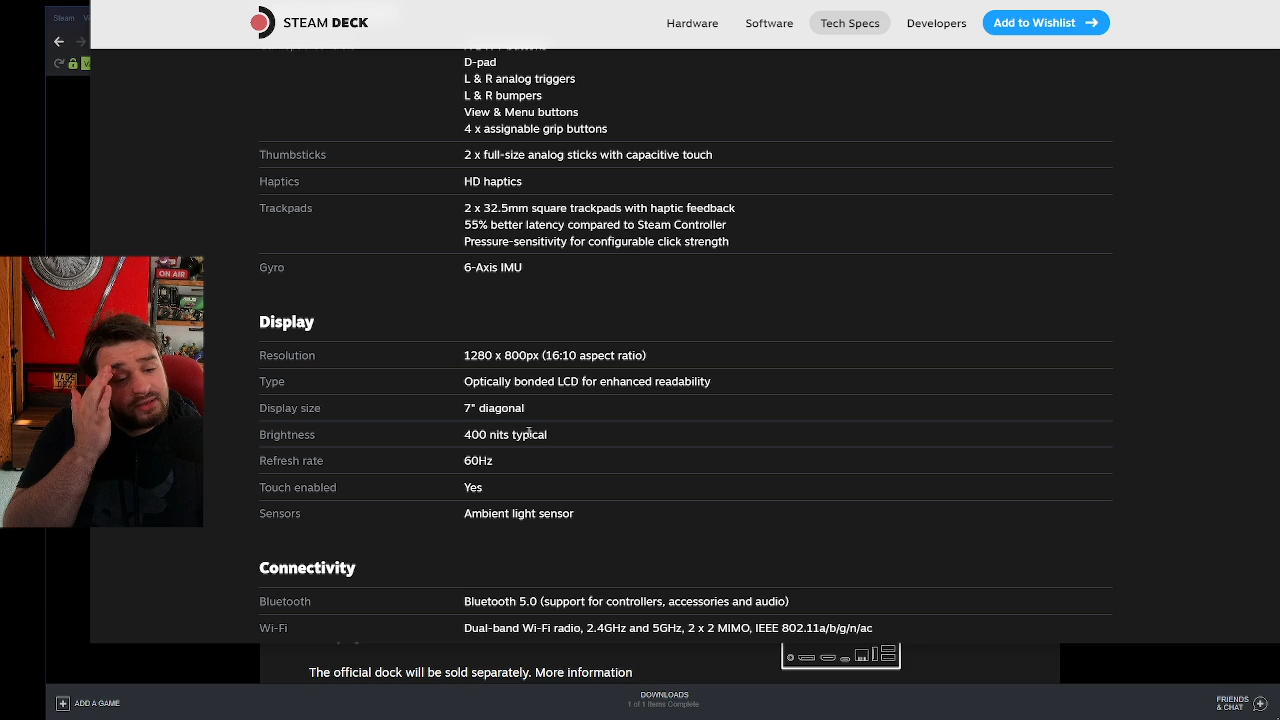 Steam
STEAM DECK
Hardware
Software
Tech Specs
Developers
Add to Wishlist
D-pad
L & R analog triggers
L & R bumpers
View & Menu buttons
4 x assignable grip buttons
Thumbsticks 2 x full-size analog sticks with capacitive touch
Haptics HD haptics
Trackpads 2 x 32.5mm square trackpads with haptic feedback
55% better latency compared to Steam Controller
Pressure-sensitivity for configurable click strength
Gyro 6-Axis IMU
ON AIR
Display
Resolution 1280 x 800px (16:10 aspect ratio)
Type Optically bonded LCD for enhanced readability
Display size 7" diagonal
Brightness 400 nits typical
Refresh rate 60Hz
Touch enabled Yes
Sensors Ambient light sensor
Connectivity
Bluetooth Bluetooth 5.0 (support for controllers, accessories and audio)
Wi-Fi Dual-band Wi-Fi radio, 2.4GHz and 5GHz, 2 x 2 MIMO, IEEE 802.11a/b/g/n/ac
The official dock will be sold separately. More information
ADD A GAME
DOWNLOADS
1 of 1 Items Complete
FRIENDS
& CHAT